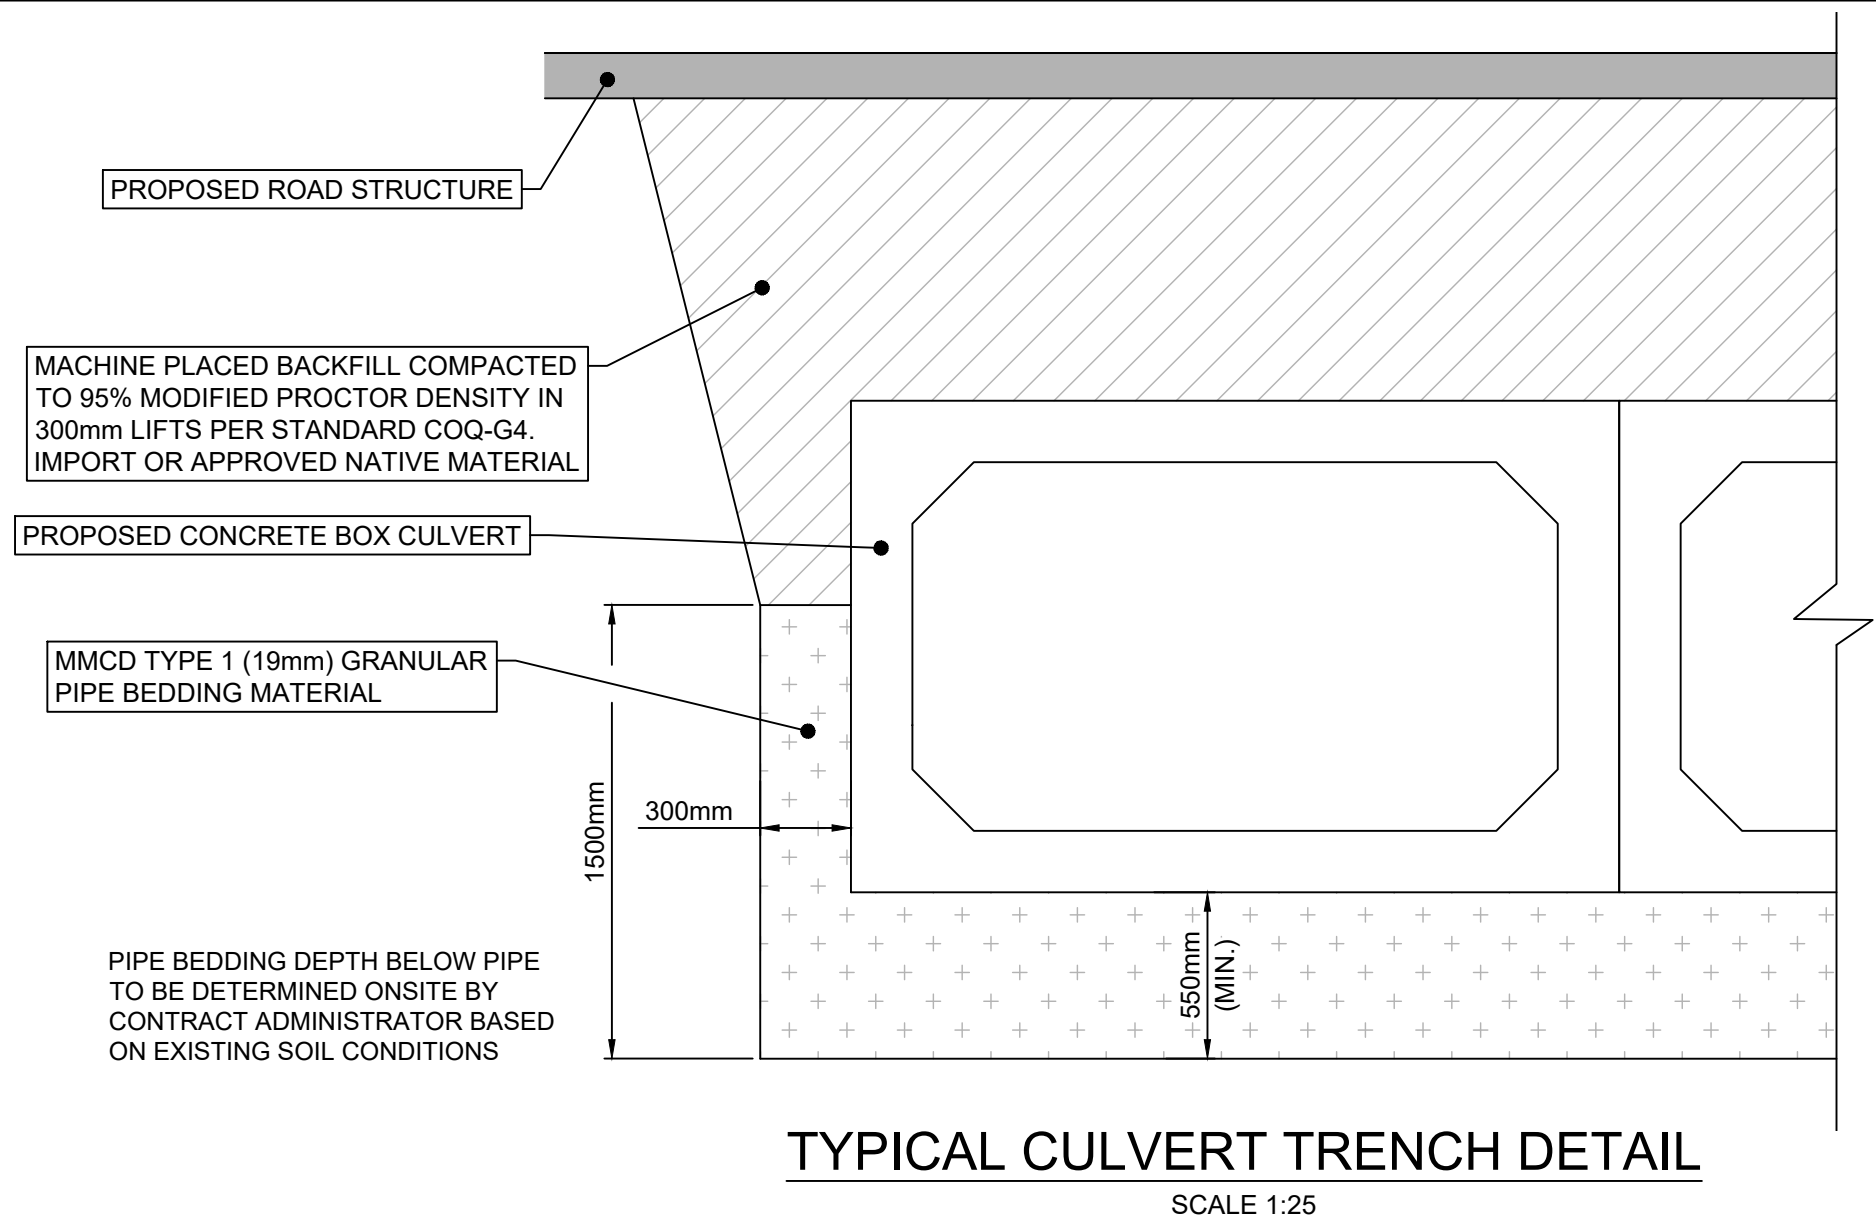 PROPOSED ROAD STRUCTURE
MACHINE PLACED BACKFILL COMPACTED
TO 95% MODIFIED PROCTOR DENSITY IN
300mm LIFTS PER STANDARD COQ-G4.
IMPORT OR APPROVED NATIVE MATERIAL
PROPOSED CONCRETE BOX CULVERT
MMCD TYPE 1 (19mm) GRANULAR
PIPE BEDDING MATERIAL
1500mm
300mm
550mm
(MIN.)
PIPE BEDDING DEPTH BELOW PIPE
TO BE DETERMINED ONSITE BY
CONTRACT ADMINISTRATOR BASED
ON EXISTING SOIL CONDITIONS
TYPICAL CULVERT TRENCH DETAIL
SCALE 1:25